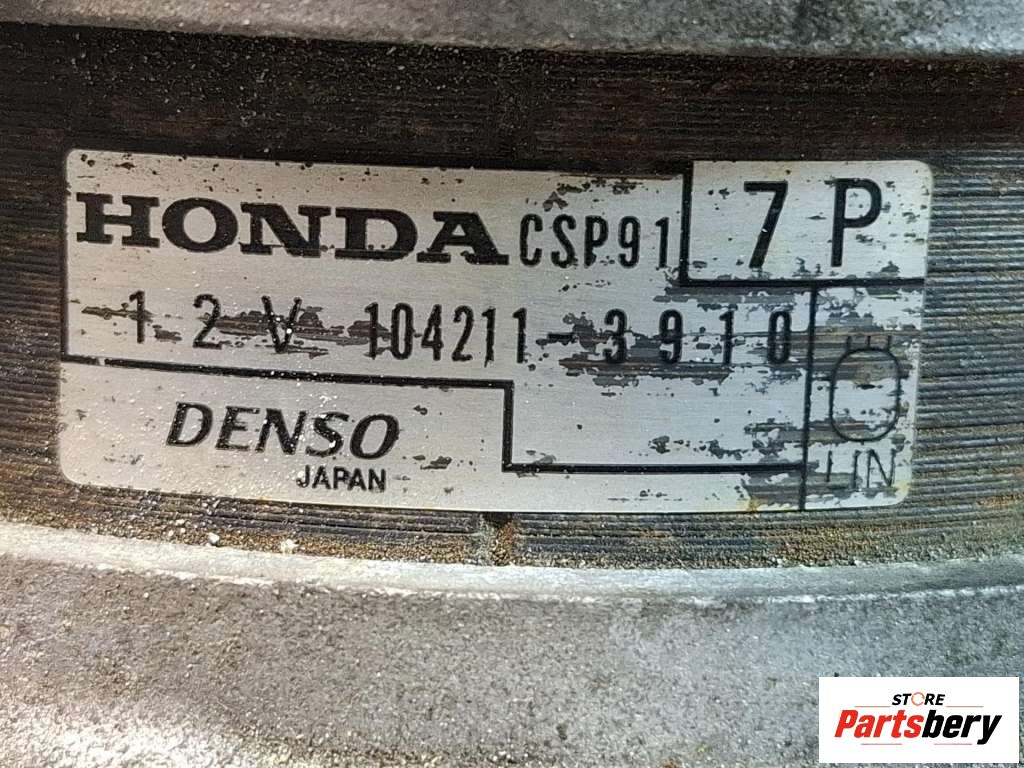 HONDA CSP91 7P
12V 104211-3910
DENSO
JAPAN
STORE
Partsbery